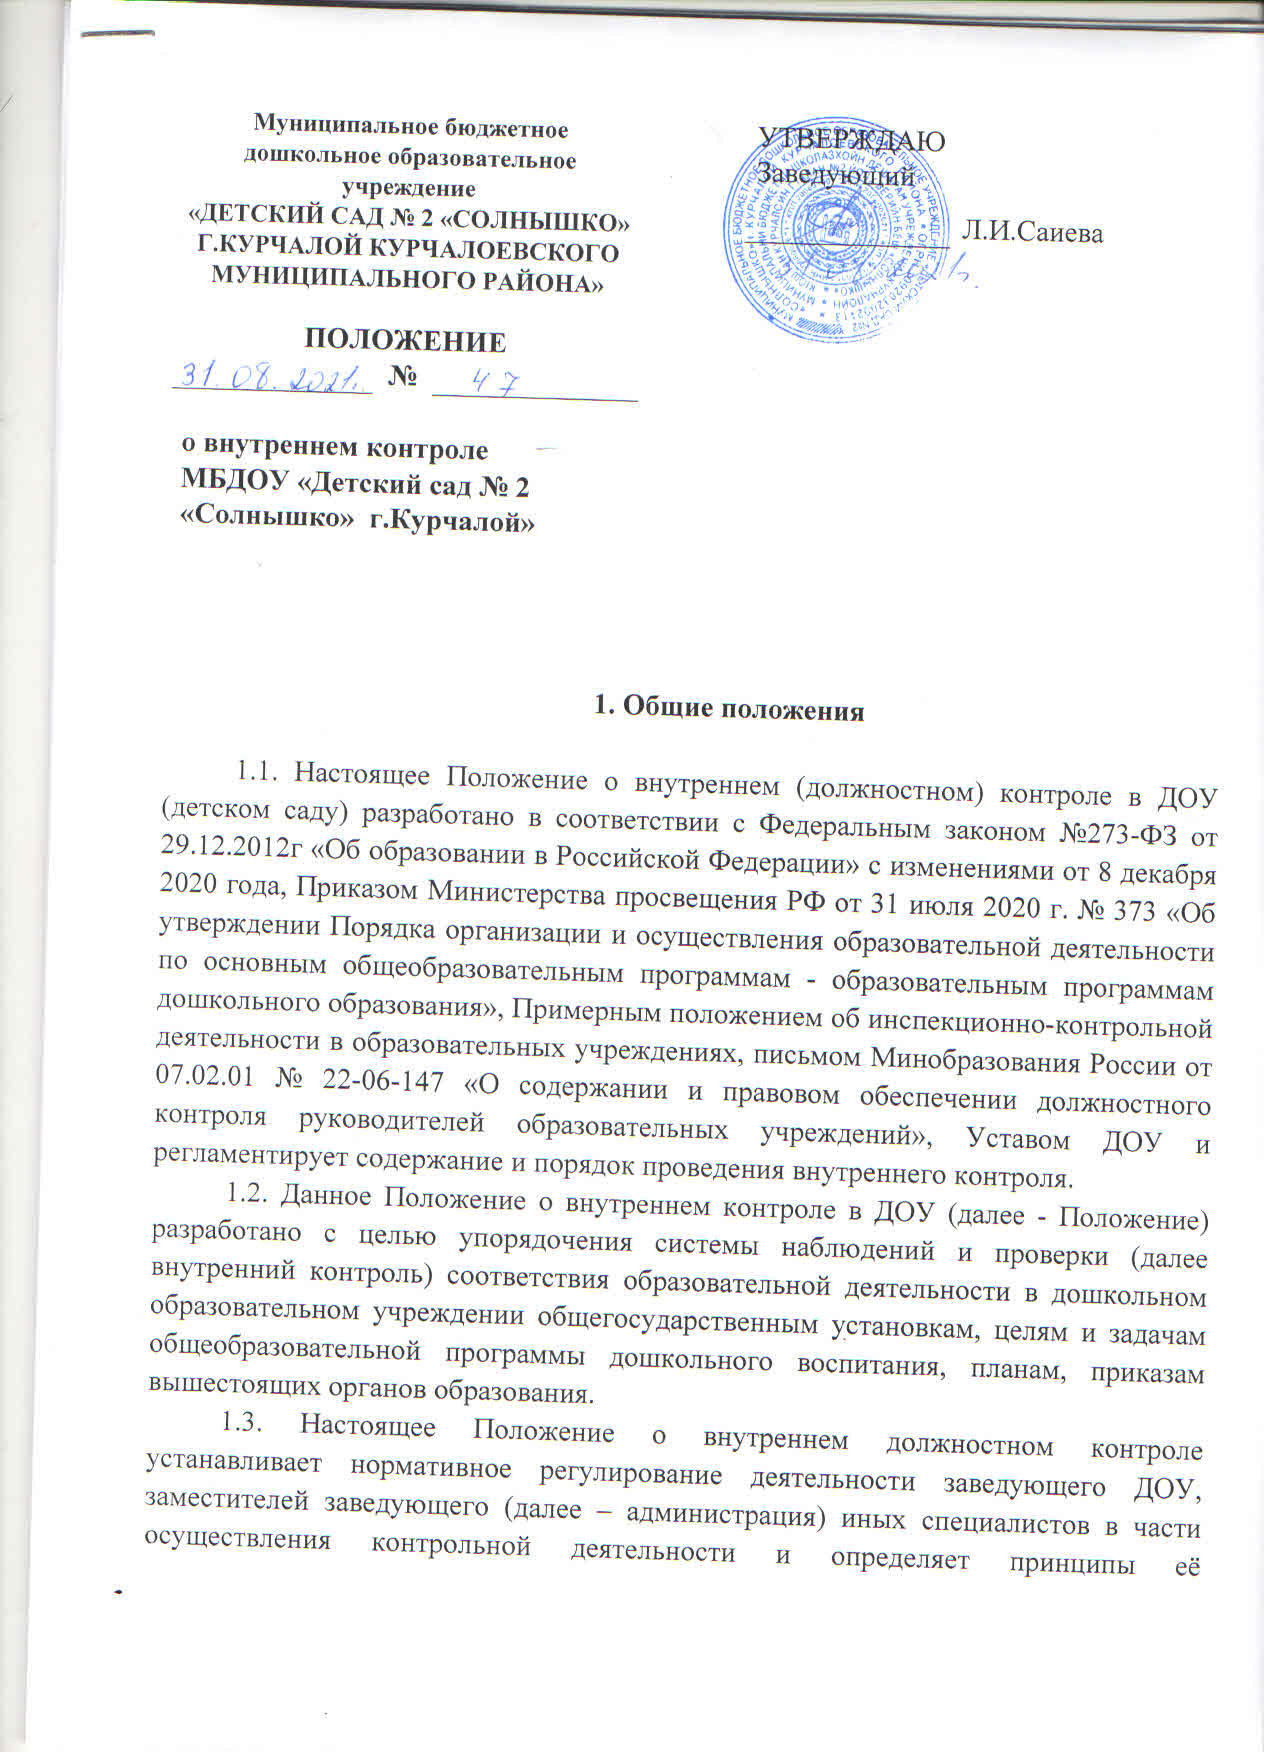 Муниципальное бюджетное
дошкольное образовательное
учреждение
«ДЕТСКИЙ САД № 2 «СОЛНЫШКО»
Г.КУРЧАЛОЙ КУРЧАЛОЕВСКОГО
МУНИЦИПАЛЬНОГО РАЙОНА»
ПОЛОЖЕНИЕ
31.08.2021г. № 47
о внутреннем контроле
МБДОУ «Детский сад № 2
«Солнышко» г.Курчалой»
УТВЕРЖДАЮ
Заведующий
Л.И.Саиева
1. Общие положения
1.1. Настоящее Положение о внутреннем (должностном) контроле в ДОУ
(детском саду) разработано в соответствии с Федеральным законом №273-ФЗ от
29.12.2012г «Об образовании в Российской Федерации» с изменениями от 8 декабря
2020 года, Приказом Министерства просвещения РФ от 31 июля 2020 г. № 373 «Об
утверждении Порядка организации и осуществления образовательной деятельности
по основным общеобразовательным программам - образовательным программам
дошкольного образования», Примерным положением об инспекционно-контрольной
деятельности в образовательных учреждениях, письмом Минобразования России от
07.02.01 № 22-06-147 «О содержании и правовом обеспечении должностного
контроля руководителей образовательных учреждений», Уставом ДОУ и
регламентирует содержание и порядок проведения внутреннего контроля.
1.2. Данное Положение о внутреннем контроле в ДОУ (далее - Положение)
разработано с целью упорядочения системы наблюдений и проверки (далее
внутренний контроль) соответствия образовательной деятельности в дошкольном
образовательном учреждении общегосударственным установкам, целям и задачам
общеобразовательной программы дошкольного воспитания, планам, приказам
вышестоящих органов образования.
1.3. Настоящее Положение о внутреннем должностном контроле
устанавливает нормативное регулирование деятельности заведующего ДОУ,
заместителей заведующего (далее – администрация) иных специалистов в части
осуществления контрольной деятельности и определяет принципы её